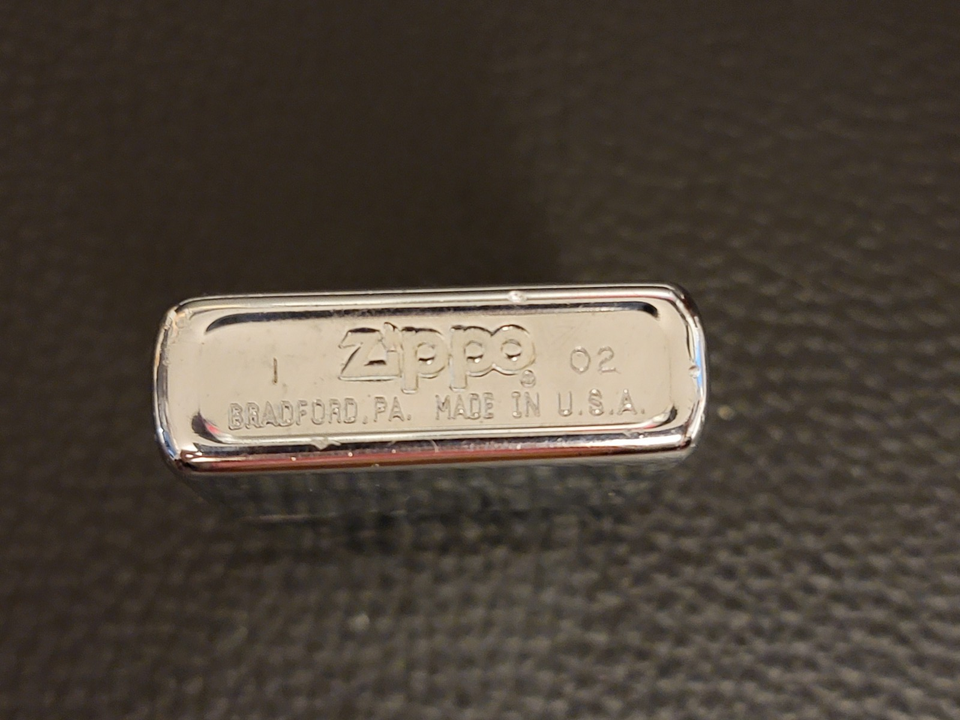 I zippo ® 02
BRADFORD, PA. MADE IN U.S.A.